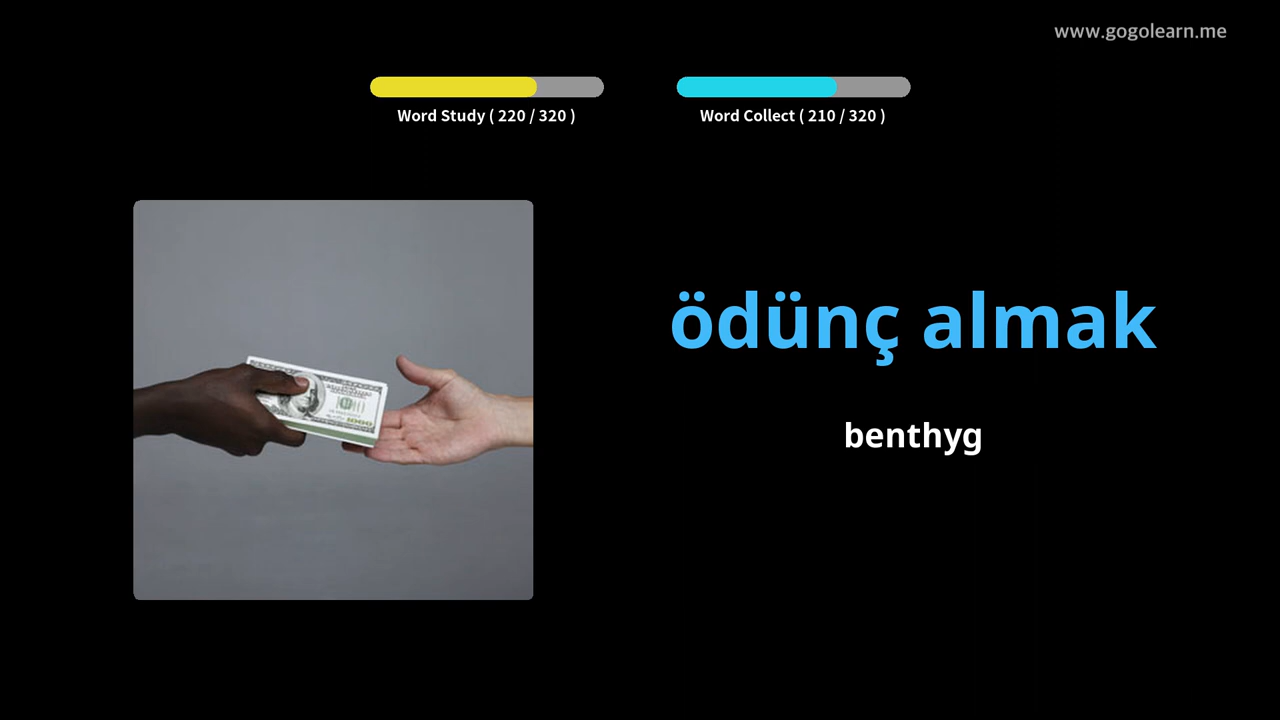 www.gogolearn.me
Word Study ( 220 / 320 )
Word Collect ( 210 / 320 )
ödünç almak
benthyg